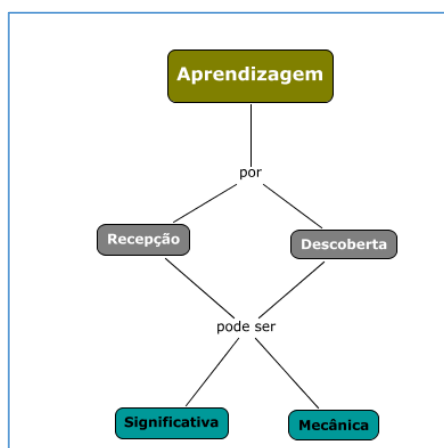 Aprendizagem
por
Recepção
Descoberta
pode ser
Significativa
Mecânica